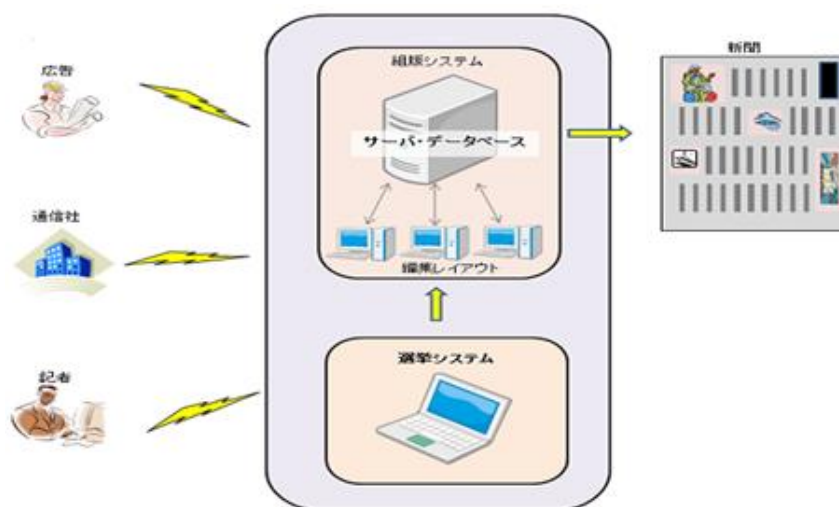 広告
通信社
記者
組版システム
サーバ・データベース
編集レイアウト
選挙システム
新聞